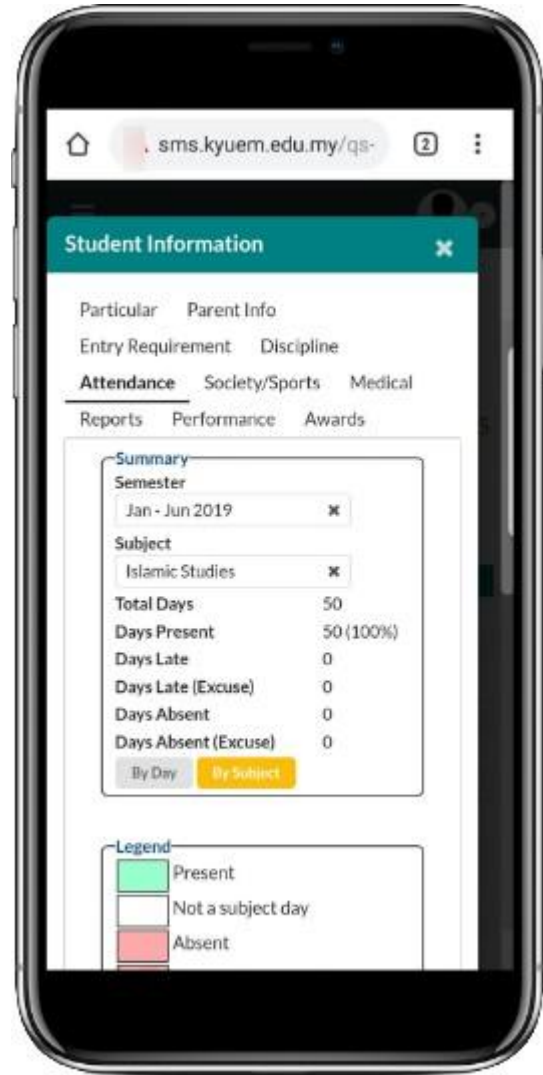 sms.kyuem.edu.my/qs-
2
Student Information
Particular Parent Info
Entry Requirement Discipline
Attendance Society/Sports Medical
Reports Performance Awards
Summary
Semester
Jan - Jun 2019
Subject
Islamic Studies
Total Days 50
Days Present 50 (100%)
Days Late 0
Days Late (Excuse) 0
Days Absent 0
Days Absent (Excuse) 0
By Day By Subject
Legend
Present
Not a subject day
Absent